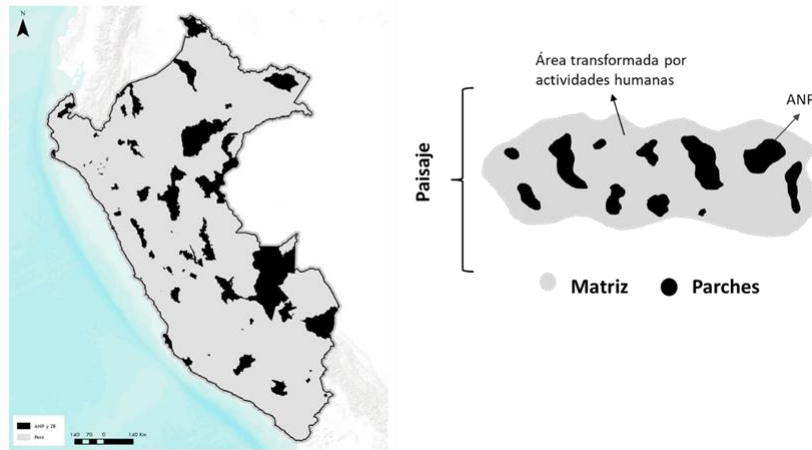 N
ANP y ZR
Perú
140 70 0 140 Km
Área transformada por
actividades humanas
ANP
Paisaje
Matriz
Parches